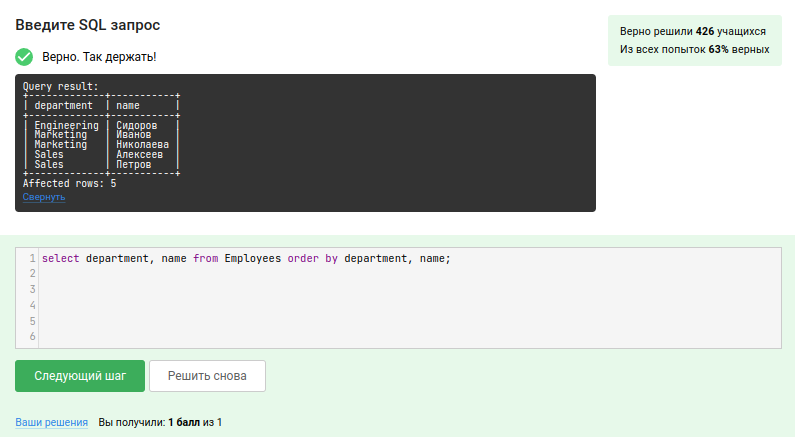 Введите SQL запрос
Верно решили 426 учащихся
Из всех попыток 63% верных
Верно. Так держать!
Query result:
+-------------+-----------+
| department  | name      |
+-------------+-----------+
| Engineering | Сидоров   |
| Marketing   | Иванов    |
| Marketing   | Николаева |
| Sales       | Алексеев  |
| Sales       | Петров    |
+-------------+-----------+
Affected rows: 5
Свернуть
1 select department, name from Employees order by department, name;
2
3
4
5
6
Следующий шаг Решить снова
Ваши решения Вы получили: 1 балл из 1